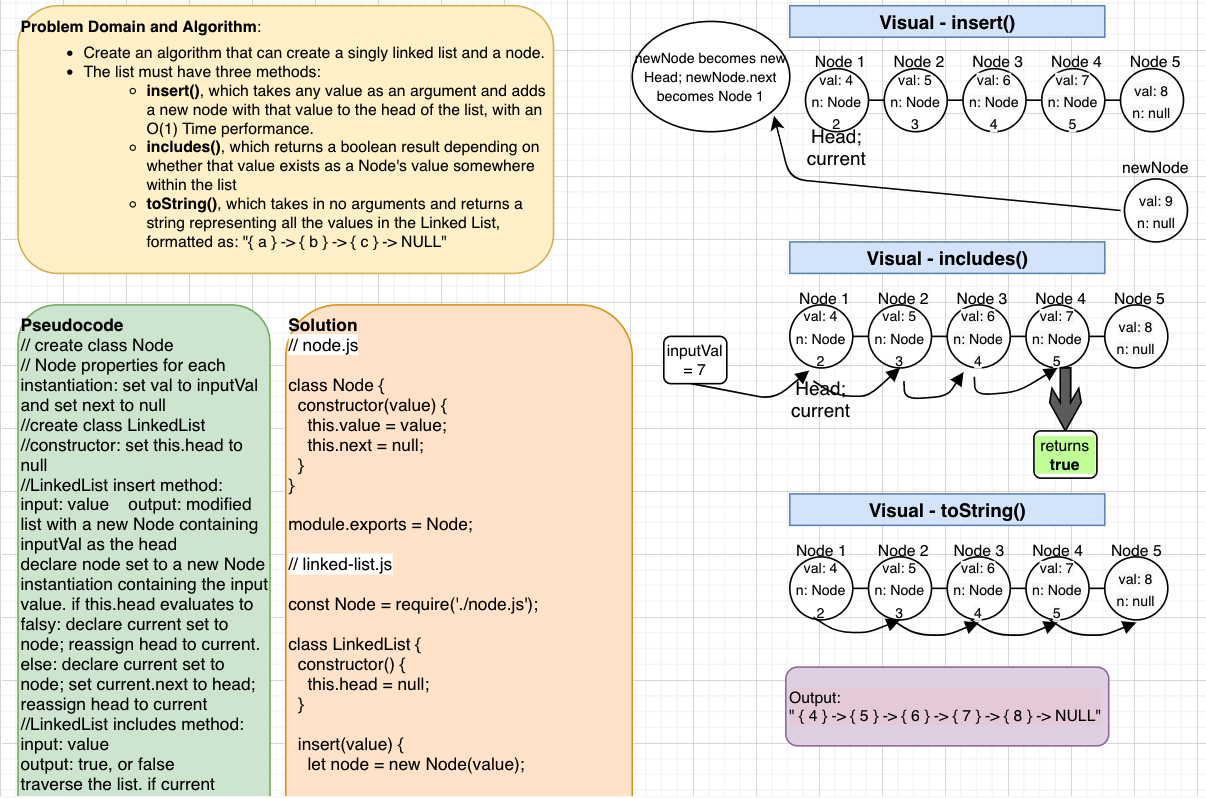 Problem Domain and Algorithm:
• Create an algorithm that can create a singly linked list and a node.
• The list must have three methods:
○ insert(), which takes any value as an argument and adds
a new node with that value to the head of the list, with an
O(1) Time performance.
○ includes(), which returns a boolean result depending on
whether that value exists as a Node's value somewhere
within the list
○ toString(), which takes in no arguments and returns a
string representing all the values in the Linked List,
formatted as: "{ a } -> { b } -> { c } -> NULL"
Pseudocode
// create class Node
// Node properties for each
instantiation: set val to inputVal
and set next to null
//create class LinkedList
//constructor: set this.head to
null
//LinkedList insert method:
input: value    output: modified
list with a new Node containing
inputVal as the head
declare node set to a new Node
instantiation containing the input
value. if this.head evaluates to
falsy: declare current set to
node; reassign head to current.
else: declare current set to
node; set current.next to head;
reassign head to current
//LinkedList includes method:
input: value
output: true, or false
traverse the list. if current
Solution
// node.js
class Node {
constructor(value) {
this.value = value;
this.next = null;
}
}
module.exports = Node;
// linked-list.js
const Node = require('./node.js');
class LinkedList {
constructor() {
this.head = null;
}
insert(value) {
let node = new Node(value);
Visual - insert()
newNode becomes new
Head; newNode.next
becomes Node 1
Node 1
val: 4
n: Node
2
Node 2
val: 5
n: Node
3
Node 3
val: 6
n: Node
4
Node 4
val: 7
n: Node
5
Node 5
val: 8
n: null
Head;
current
newNode
val: 9
n: null
Visual - includes()
inputVal
= 7
Node 1
val: 4
n: Node
2
Node 2
val: 5
n: Node
3
Node 3
val: 6
n: Node
4
Node 4
val: 7
n: Node
5
Node 5
val: 8
n: null
Head;
current
returns
true
Visual - toString()
Node 1
val: 4
n: Node
2
Node 2
val: 5
n: Node
3
Node 3
val: 6
n: Node
4
Node 4
val: 7
n: Node
5
Node 5
val: 8
n: null
Output:
" { 4 } -> { 5 } -> { 6 } -> { 7 } -> { 8 } -> NULL"